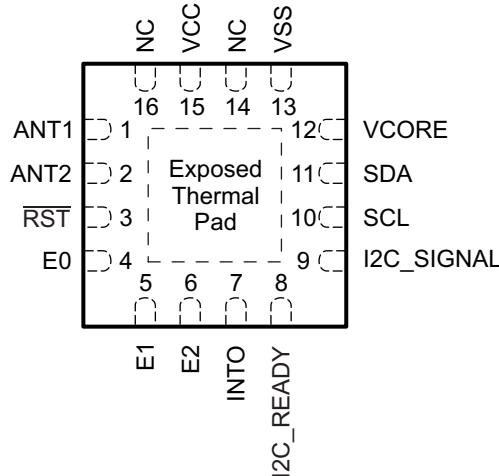 NC VCC NC VSS
16 15 14 13
ANT1 1 12 VCORE
ANT2 2 11 SDA
RST 3 10 SCL
E0 4 9 I2C_SIGNAL
Exposed
Thermal
Pad
5 6 7 8
E1 E2 INTO I2C_READY